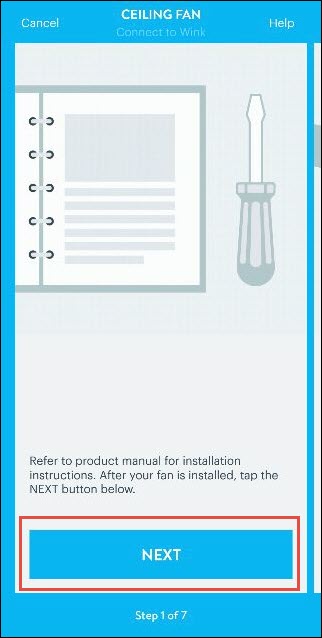 Cancel
CEILING FAN
Help
Connect to Wink
Refer to product manual for installation
instructions. After your fan is installed, tap the
NEXT button below.
NEXT
Step 1 of 7